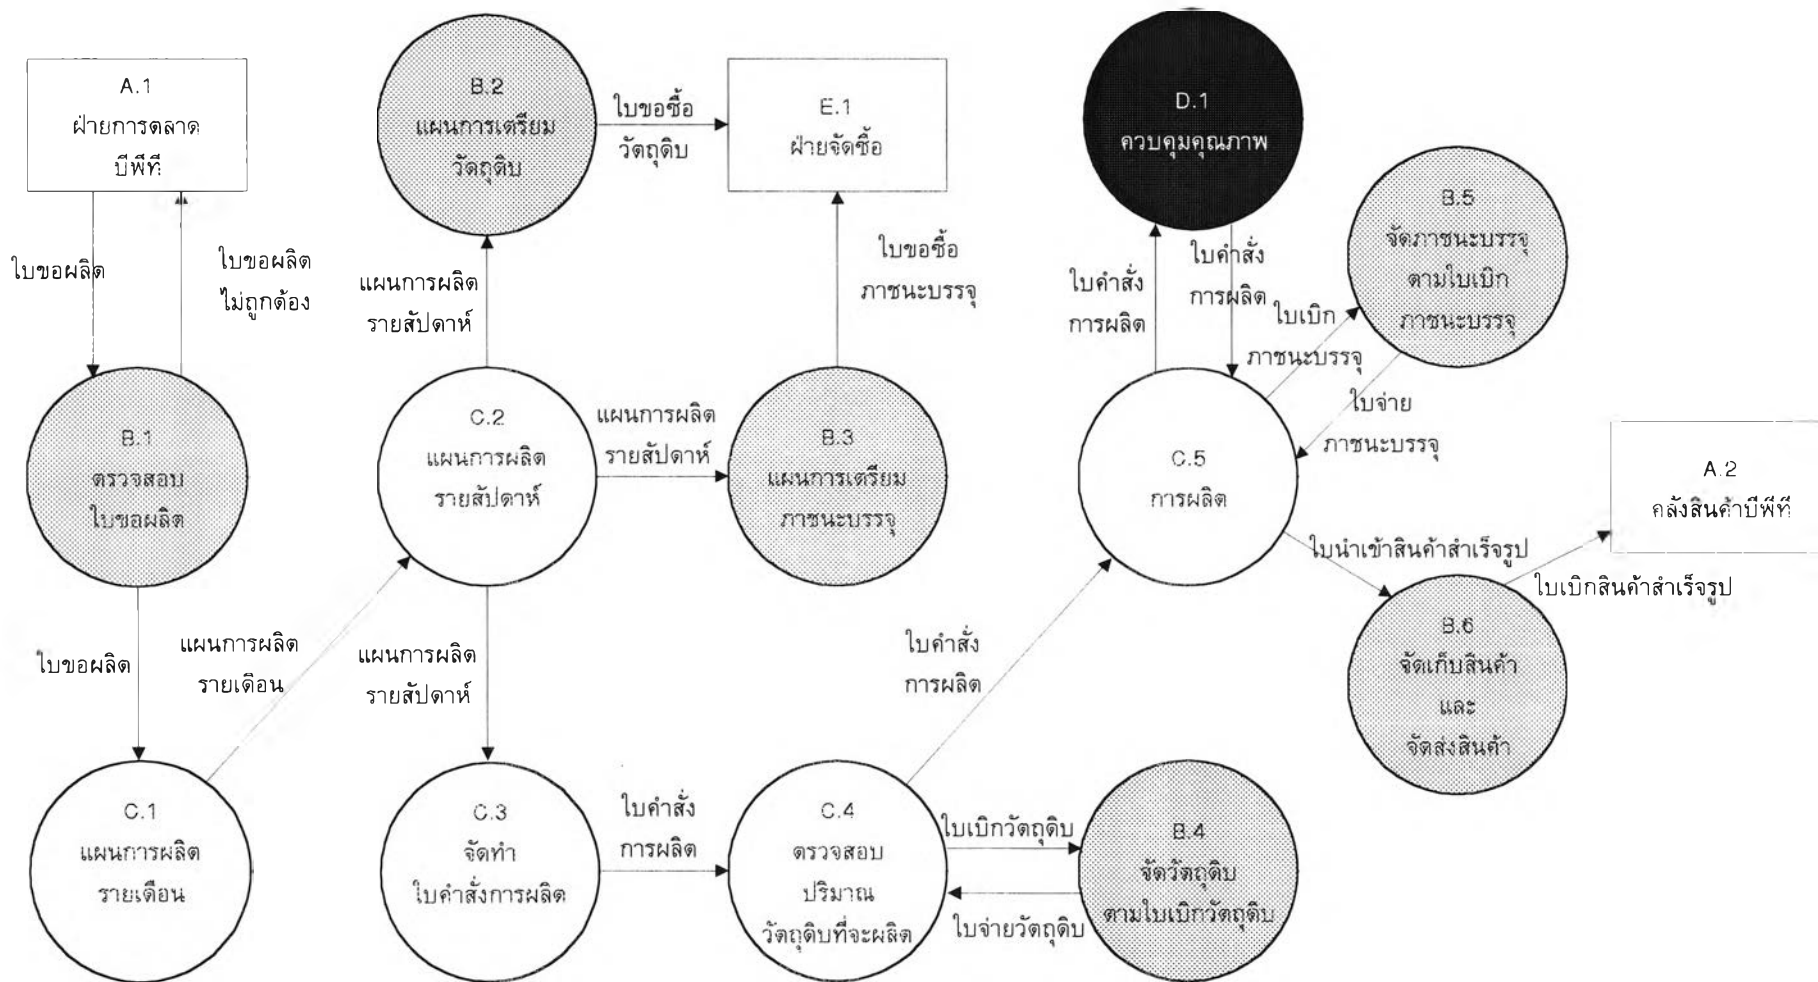 A.1
ฝ่ายการตลาด
บีพีที
ใบขอผลิต
ใบขอผลิต
ไม่ถูกต้อง
B.1
ตรวจสอบ
ใบขอผลิต
ใบขอผลิต
C.1
แผนการผลิต
รายเดือน
แผนการผลิต
รายเดือน
B.2
แผนการเตรียม
วัตถุดิบ
ใบขอซื้อ
วัตถุดิบ
E.1
ฝ่ายจัดซื้อ
แผนการผลิต
รายสัปดาห์
ใบขอซื้อ
ภาชนะบรรจุ
C.2
แผนการผลิต
รายสัปดาห์
แผนการผลิต
รายสัปดาห์
B.3
แผนการเตรียม
ภาชนะบรรจุ
แผนการผลิต
รายสัปดาห์
C.3
จัดทำ
ใบคำสั่งการผลิต
ใบคำสั่ง
การผลิต
C.4
ตรวจสอบ
ปริมาณ
วัตถุดิบที่จะผลิต
ใบเบิกวัตถุดิบ
ใบจ่ายวัตถุดิบ
B.4
จัดวัตถุดิบ
ตามใบเบิกวัตถุดิบ
ใบคำสั่ง
การผลิต
D.1
ควบคุมคุณภาพ
ใบคำสั่ง
การผลิต
ใบคำสั่ง
การผลิต
ใบเบิก
ภาชนะบรรจุ
B.5
จัดภาชนะบรรจุ
ตามใบเบิก
ภาชนะบรรจุ
ใบจ่าย
ภาชนะบรรจุ
C.5
การผลิต
A.2
คลังสินค้าบีพีที
ใบนำเข้าสินค้าสำเร็จรูป
ใบเบิกสินค้าสำเร็จรูป
B.6
จัดเก็บสินค้า
และ
จัดส่งสินค้า